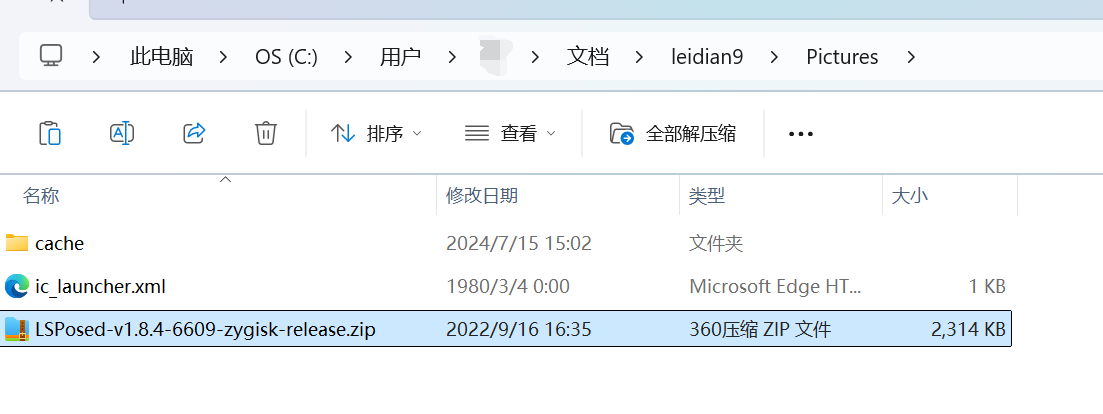 此电脑 OS (C:) 用户 文档 leidian9 Pictures
排序 查看 全部解压缩
名称 修改日期 类型 大小
cache 2024/7/15 15:02 文件夹
ic_launcher.xml 1980/3/4 0:00 Microsoft Edge HT... 1 KB
LSPosed-v1.8.4-6609-zygisk-release.zip 2022/9/16 16:35 360压缩 ZIP 文件 2,314 KB